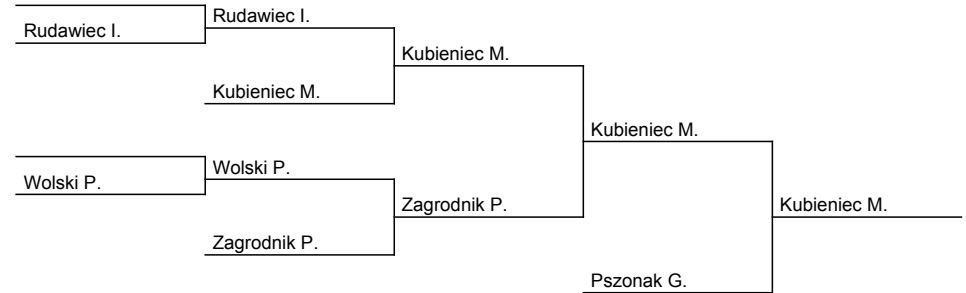 Rudawiec I.
Rudawiec I.
Kubieniec M.
Kubieniec M.
Kubieniec M.
Wolski P.
Wolski P.
Zagrodnik P.
Kubieniec M.
Zagrodnik P.
Pszonak G.